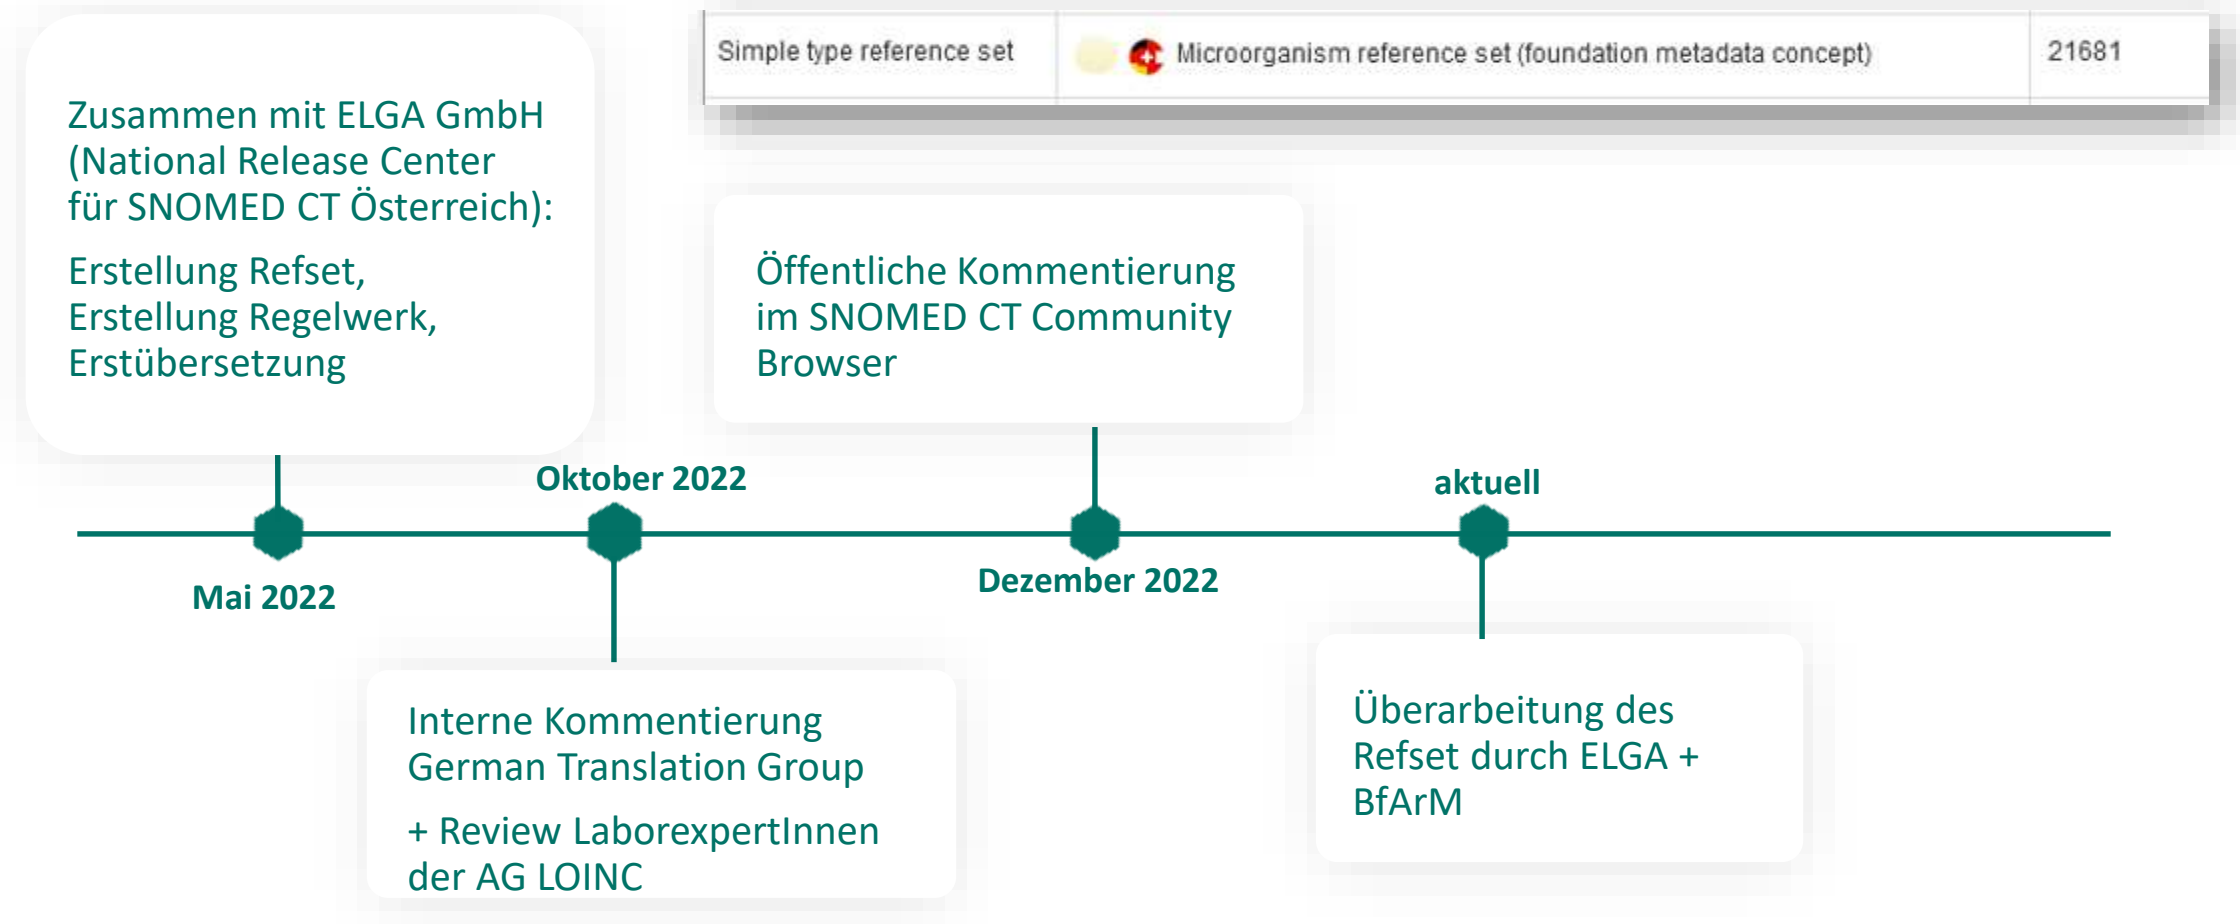 Simple type reference set
Microorganism reference set (foundation metadata concept)
21681
Zusammen mit ELGA GmbH
(National Release Center
für SNOMED CT Österreich):
Erstellung Refset,
Erstellung Regelwerk,
Erstübersetzung
Öffentliche Kommentierung
im SNOMED CT Community
Browser
Oktober 2022
aktuell
Mai 2022
Dezember 2022
Interne Kommentierung
German Translation Group
+ Review LaborexpertInnen
der AG LOINC
Überarbeitung des
Refset durch ELGA +
BfArM